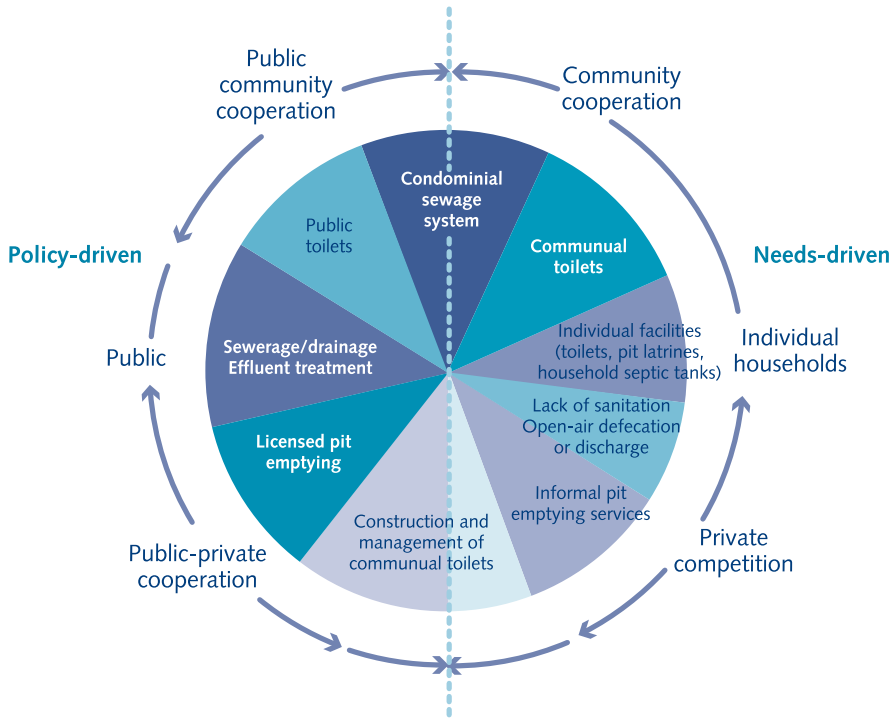 Public
community
cooperation
Community
cooperation
Condominial
sewage
system
Public
toilets
Communual
toilets
Policy-driven
Needs-driven
Sewerage/drainage
Effluent treatment
Individual facilities
(toilets, pit latrines,
household septic tanks)
Public
Individual
households
Lack of sanitation
Open-air defecation
or discharge
Licensed pit
emptying
Informal pit
emptying services
Construction and
management of
communual toilets
Public-private
cooperation
Private
competition